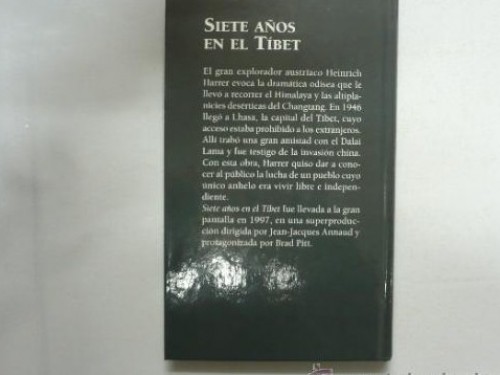 SIETE AÑOS
EN EL TÍBET
El gran explorador austríaco Heinrich
Harrer evoca la dramática odisea que le
llevó a recorrer el Himalaya y las altipla-
nicies deserticas del Changtang. En 1946
llegó a Lhasa, la capital del Tíbet, cuyo
acceso estaba prohibido a los extranjeros.
Allí trabó una gran amistad con el Dalai
Lama y fue testigo de la invasión china.
Con esta obra, Harrer quiso dar a cono-
cer al público la lucha de un pueblo cuyo
único anhelo era vivir libre e indepen-
diente.
Siete años en el Tíbet fue llevada a la gran
pantalla en 1997, en una superproduc-
ción dirigida por Jean-Jacques Annaud y
protagonizada por Brad Pitt.